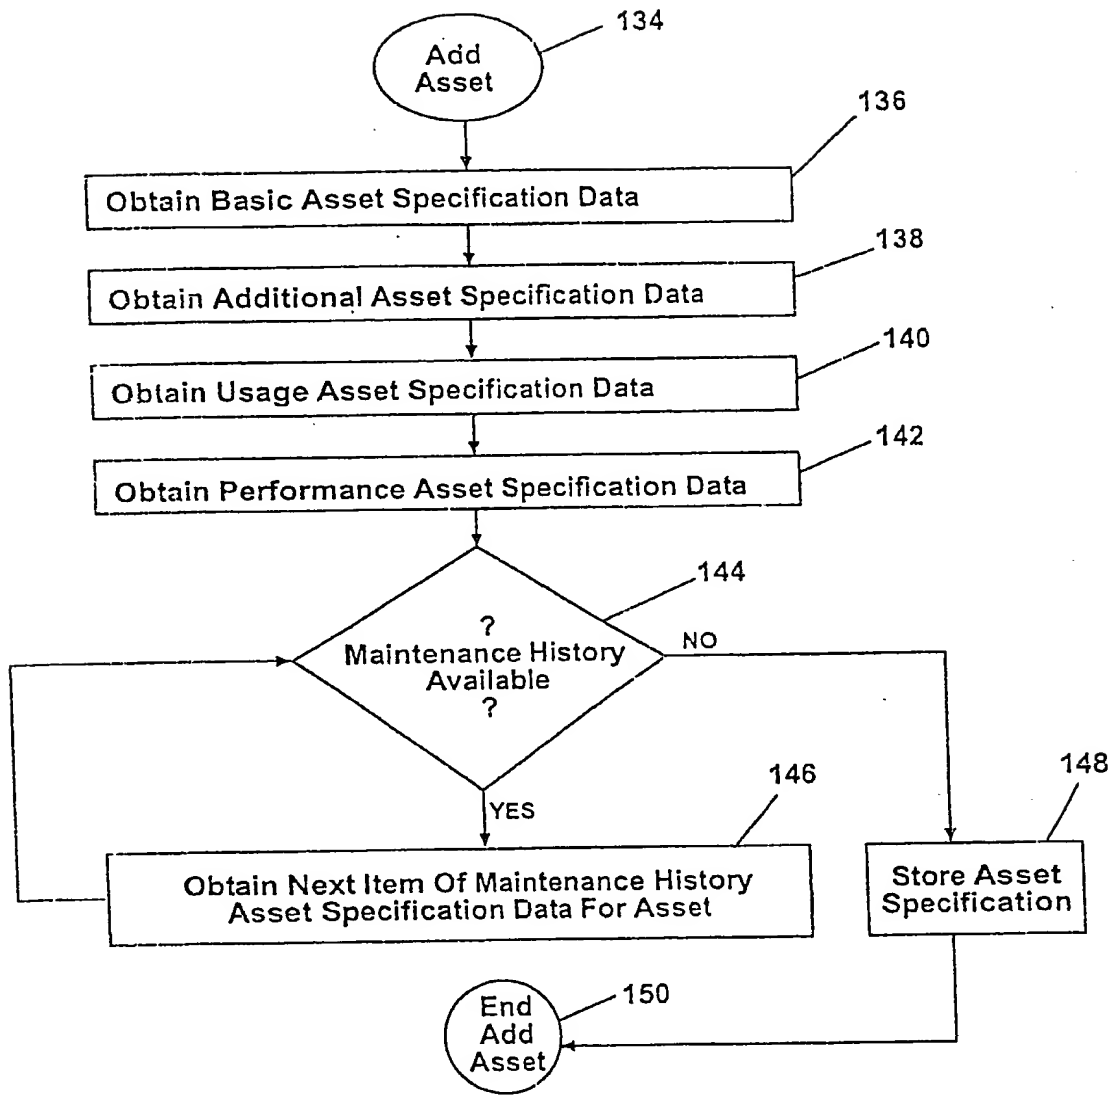 Add
Asset
134
136
Obtain Basic Asset Specification Data
138
Obtain Additional Asset Specification Data
140
Obtain Usage Asset Specification Data
142
Obtain Performance Asset Specification Data
144
?
Maintenance History
Available
?
NO
YES
146
148
Obtain Next Item Of Maintenance History
Asset Specification Data For Asset
Store Asset
Specification
150
End
Add
Asset